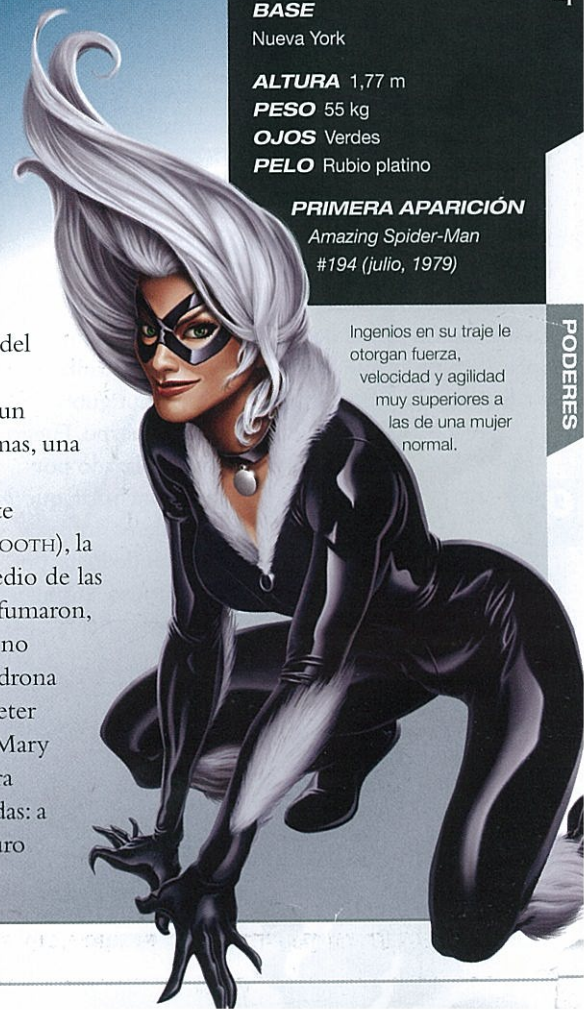 BASE
Nueva York
ALTURA 1,77 m
PESO 55 kg
OJOS Verdes
PELO Rubio platino
PRIMERA APARICIÓN
Amazing Spider-Man
#194 (julio, 1979)
PODERES
Ingenios en su traje le
otorgan fuerza,
velocidad y agilidad
muy superiores a
las de una mujer
normal.
del
un
nas, una
te
OOTH), la
edio de las
fumaron,
no
drona
eter
Mary
ra
das: a
uro